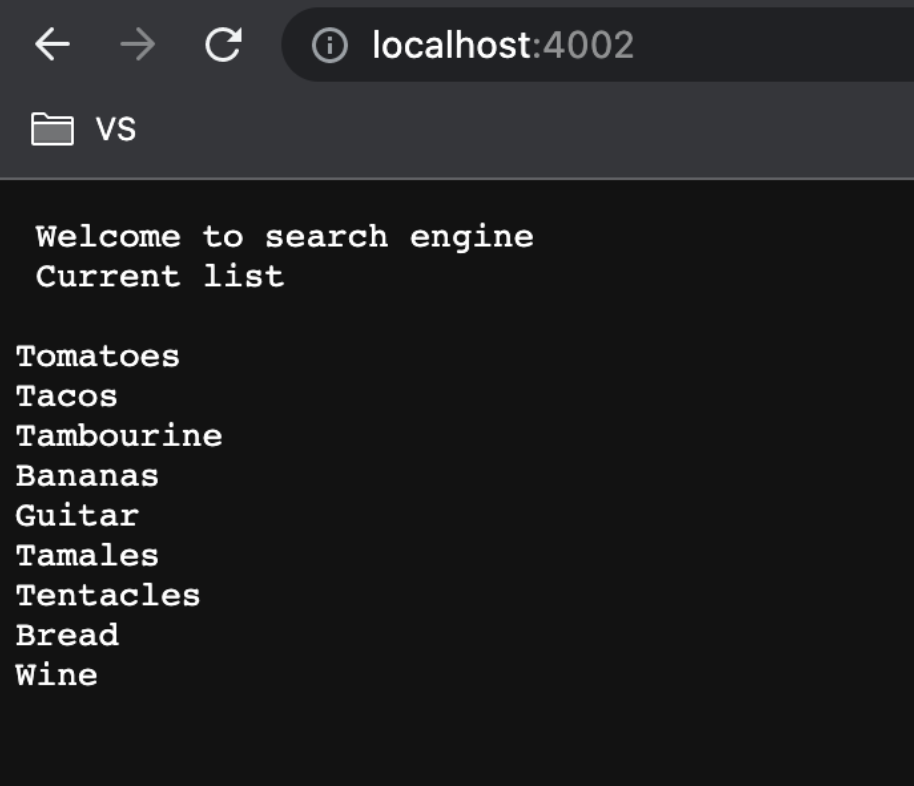 localhost:4002
VS
Welcome to search engine
Current list
Tomatoes
Tacos
Tambourine
Bananas
Guitar
Tamales
Tentacles
Bread
Wine